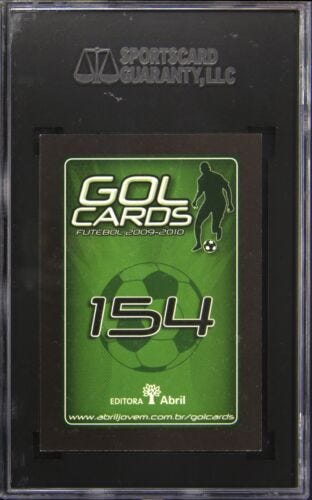 SPORTSCARD
GUARANTY, LLC
GOL
CARDS
FUTEBOL 2009-2010
154
EDITORA Abril
www.abriljovem.com.br/golcards